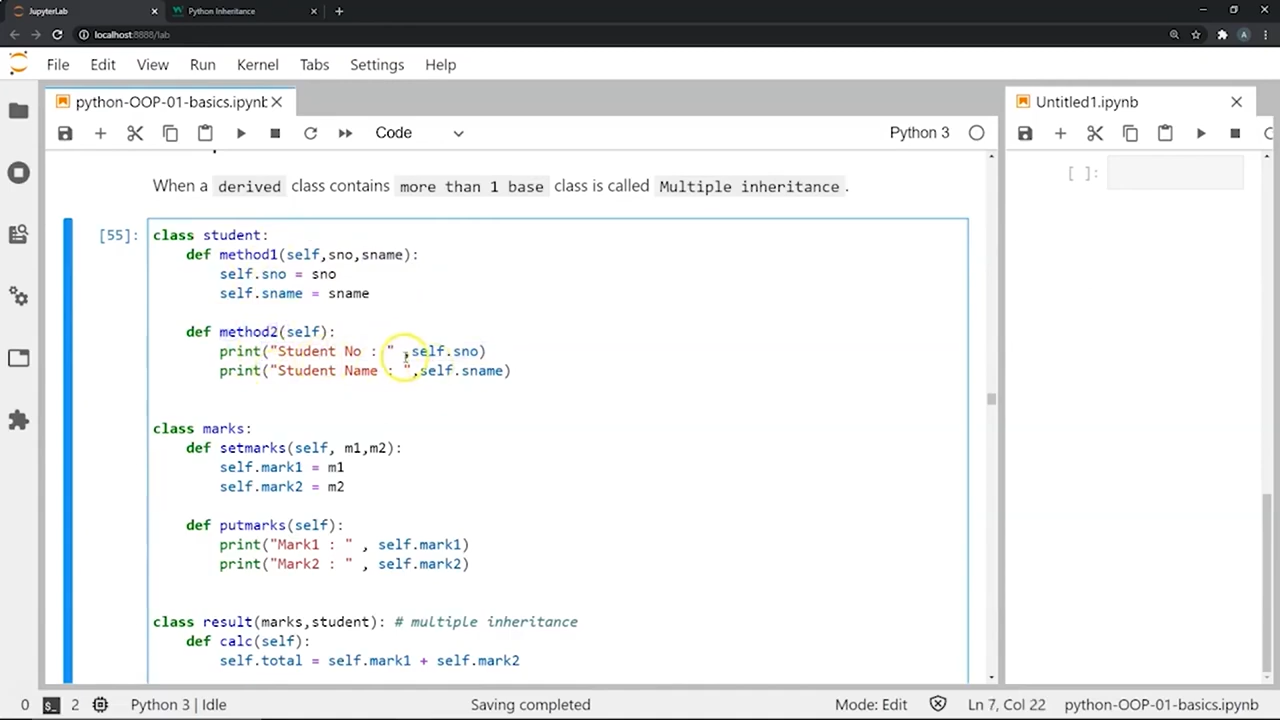 JupyterLab
Python Inheritance
localhost:8888/lab
A
File Edit View Run Kernel Tabs Settings Help
python-OOP-01-basics.ipynb
Untitled1.ipynb
Code
Python 3
When a derived class contains more than 1 base class is called Multiple inheritance.
[ ]:
[55]:
class student:
def method1(self,sno,sname):
self.sno = sno
self.sname = sname
def method2(self):
print("Student No : " ,self.sno)
print("Student Name : ",self.sname)
class marks:
def setmarks(self, m1,m2):
self.mark1 = m1
self.mark2 = m2
def putmarks(self):
print("Mark1 : " , self.mark1)
print("Mark2 : " , self.mark2)
class result(marks,student): # multiple inheritance
def calc(self):
self.total = self.mark1 + self.mark2
0 $_ 2 Python 3 | Idle Saving completed Mode: Edit Ln 7, Col 22 python-OOP-01-basics.ipynb